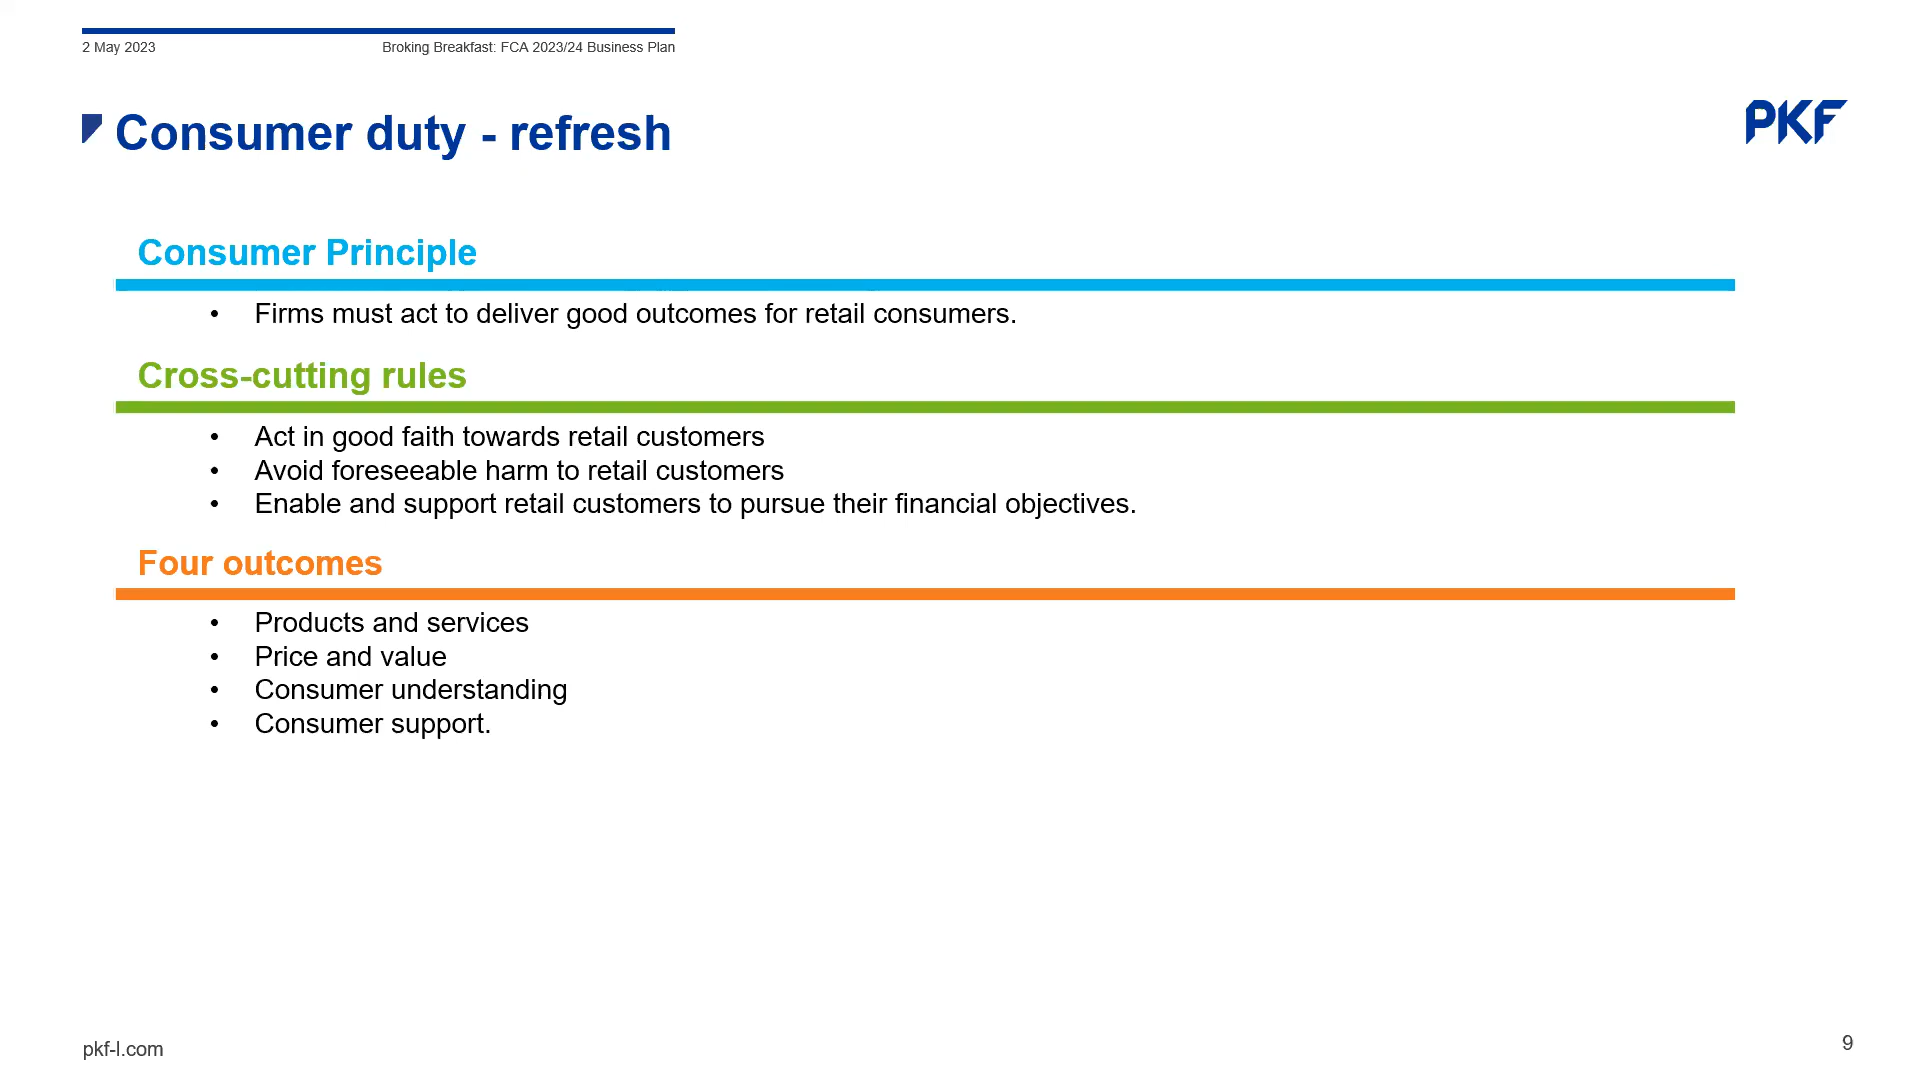 2 May 2023
Broking Breakfast: FCA 2023/24 Business Plan
Consumer duty - refresh
PKF
Consumer Principle
• Firms must act to deliver good outcomes for retail consumers.
Cross-cutting rules
• Act in good faith towards retail customers
• Avoid foreseeable harm to retail customers
• Enable and support retail customers to pursue their financial objectives.
Four outcomes
• Products and services
• Price and value
• Consumer understanding
• Consumer support.
pkf-l.com
9